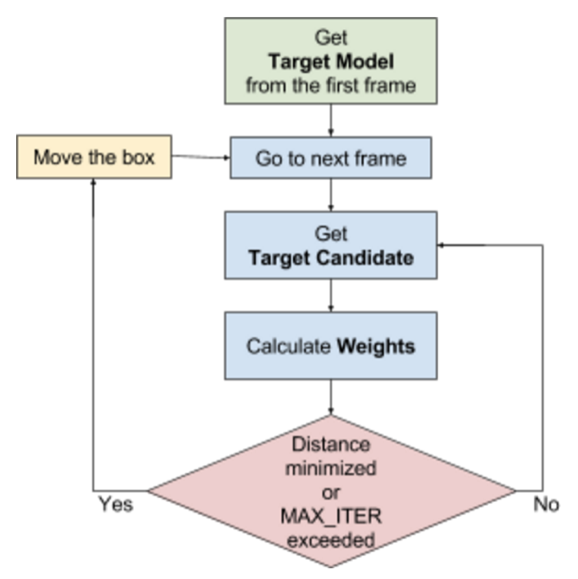 Get
Target Model
from the first frame
Move the box
Go to next frame
Get
Target Candidate
Calculate Weights
Distance
minimized
or
MAX_ITER
exceeded
Yes
No